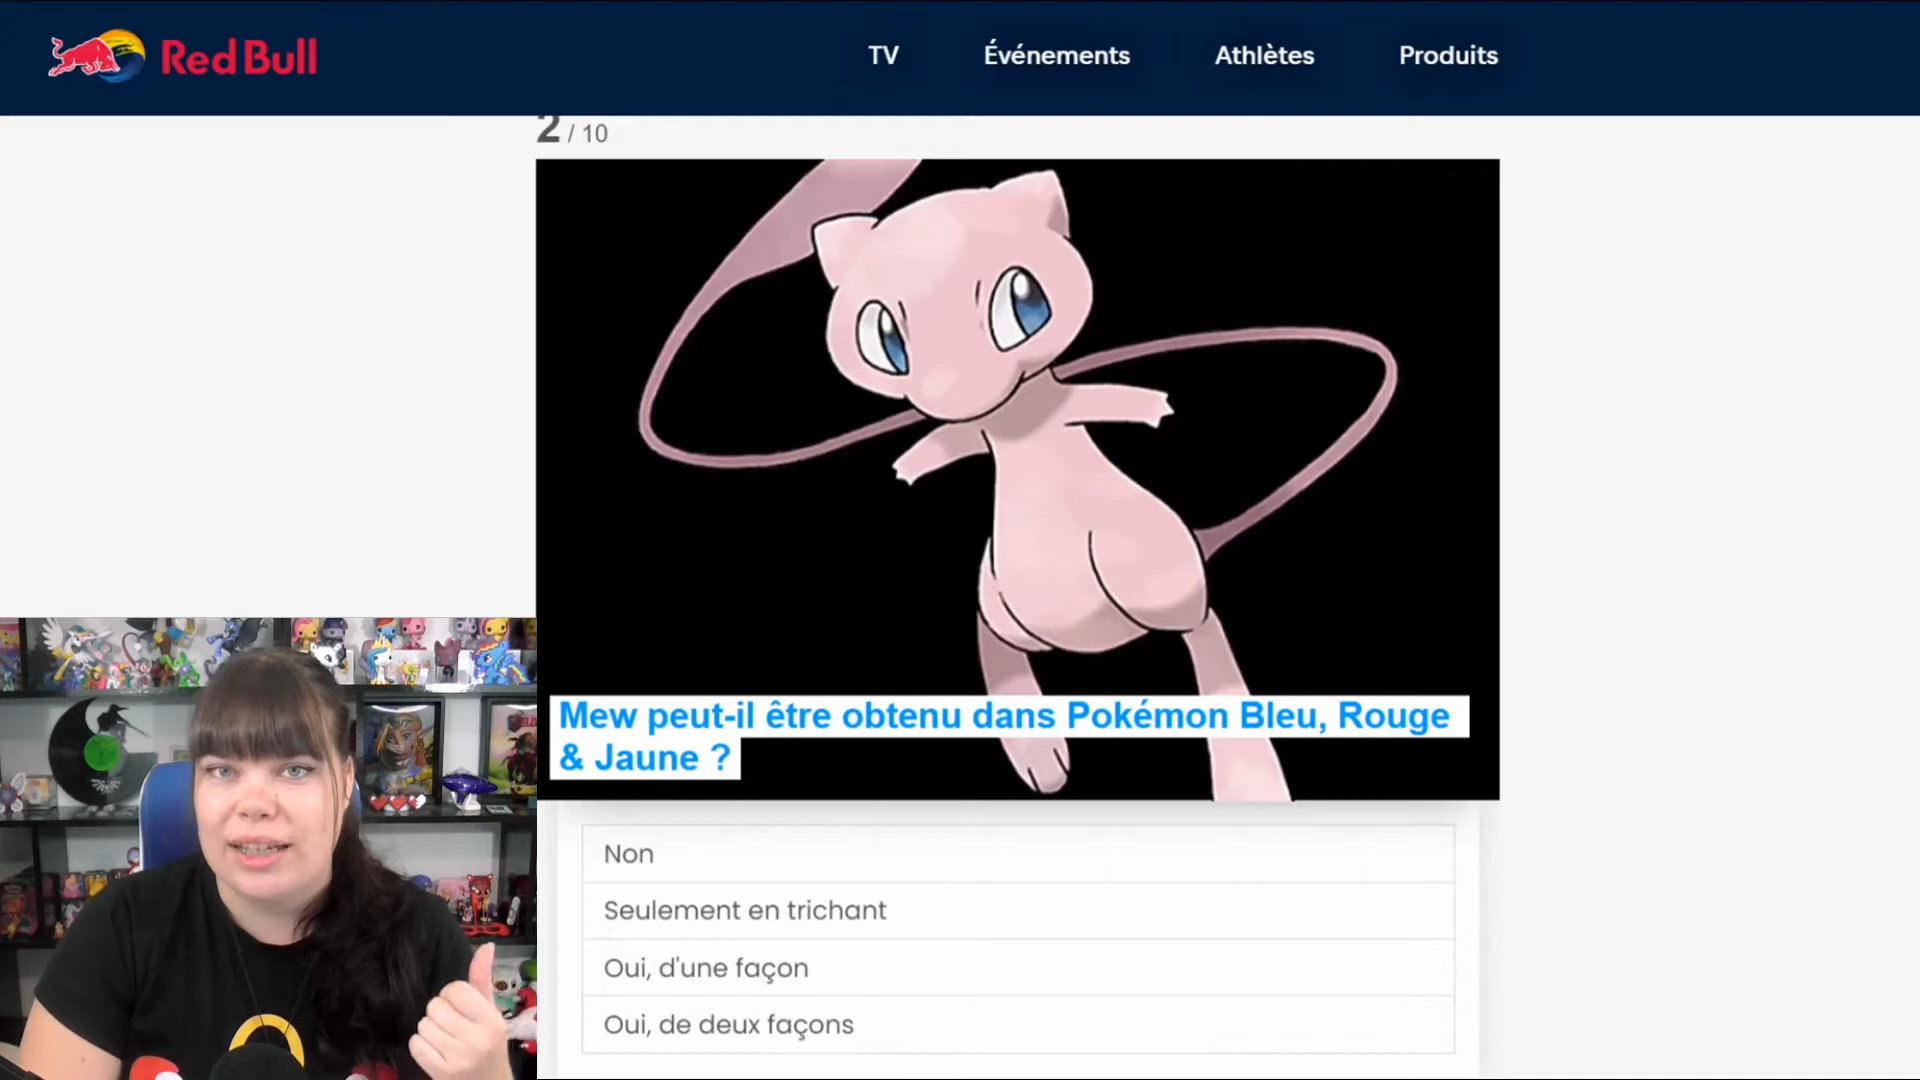 Red Bull
TV
Événements
Athlètes
Produits
2 / 10
Mew peut-il être obtenu dans Pokémon Bleu, Rouge
& Jaune ?
Non
Seulement en trichant
Oui, d'une façon
Oui, de deux façons